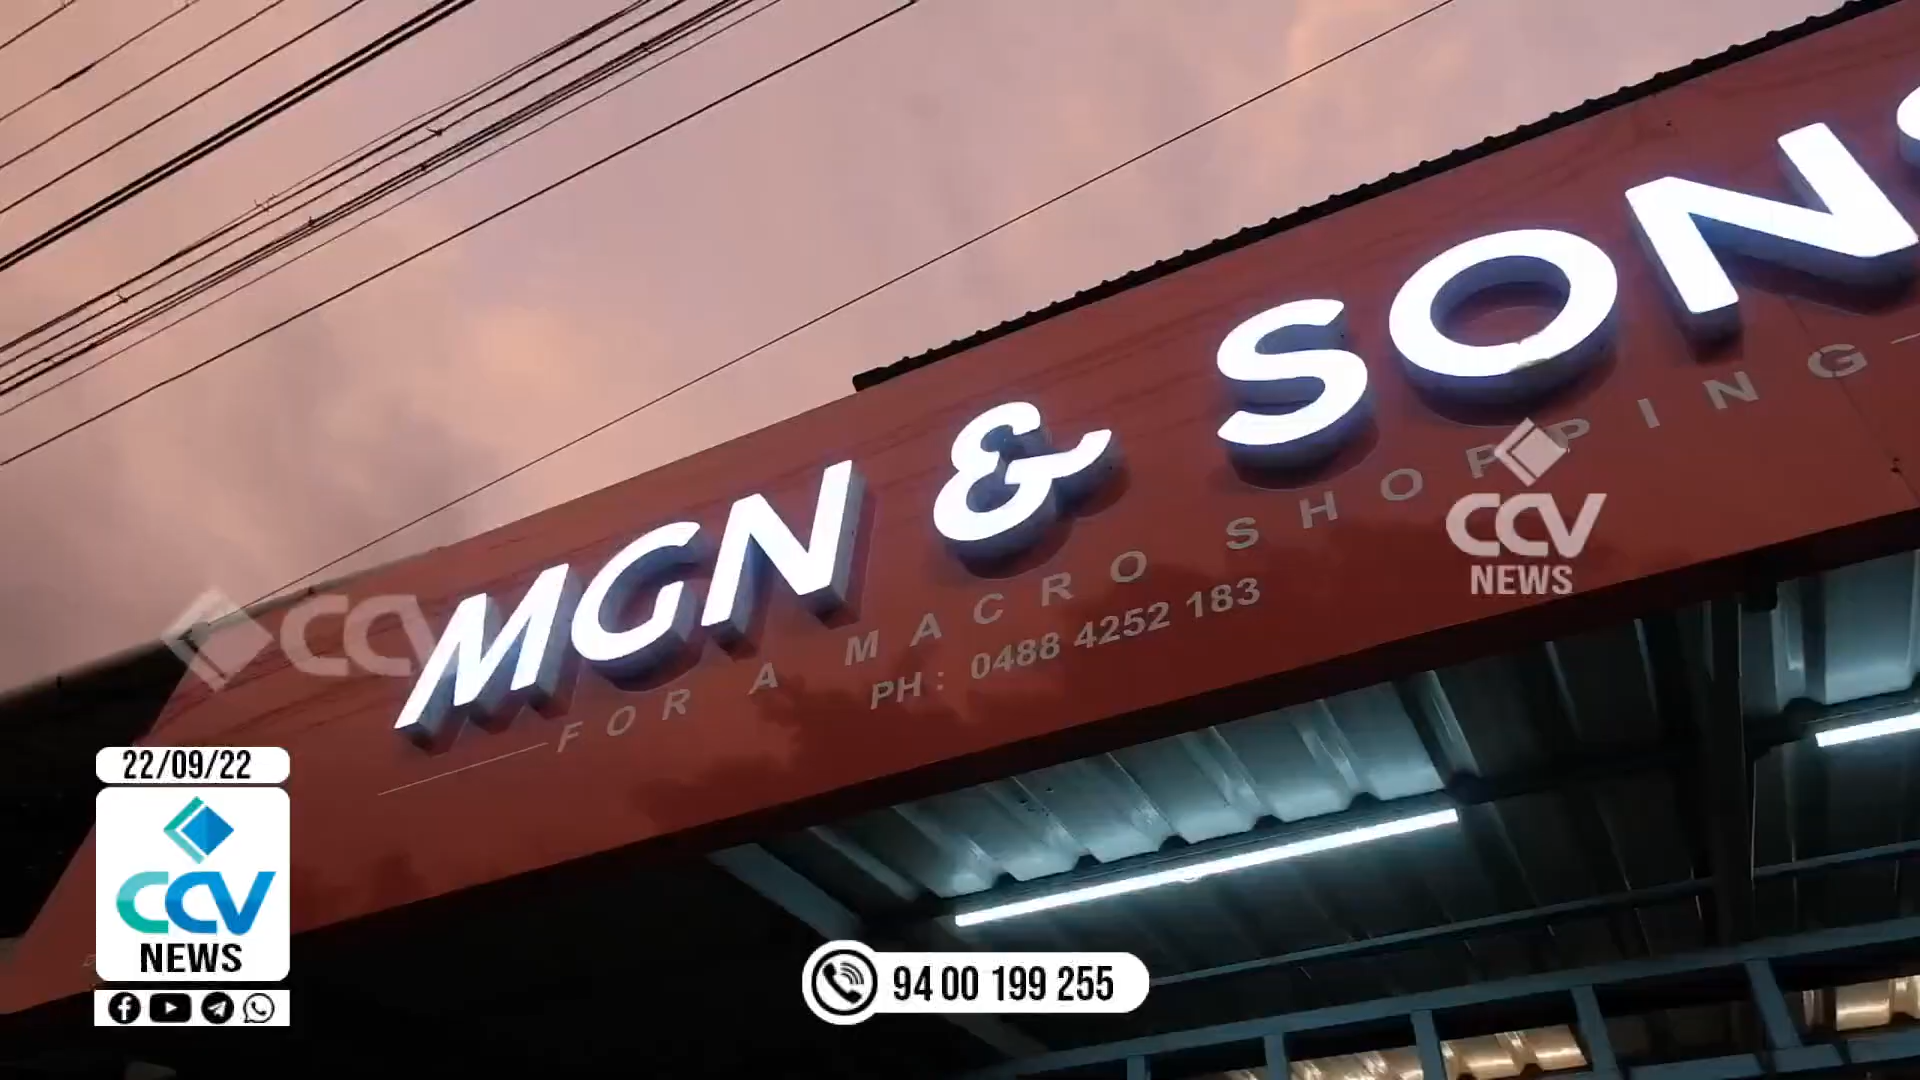 MGN & SONS
FOR A MACRO SHOPPING
PH : 0488 4252 183
CCV
NEWS
CCV
22/09/22
CCV
NEWS
94 00 199 255